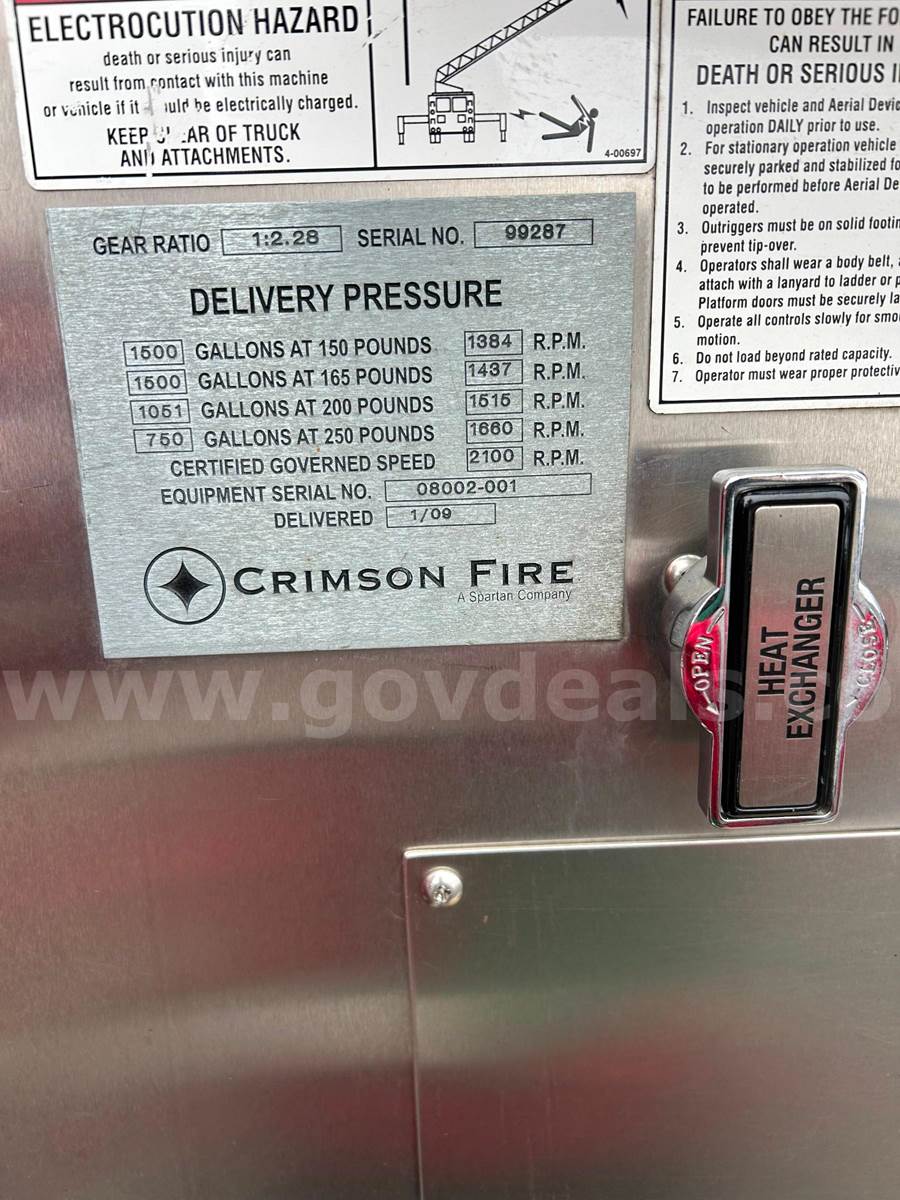 ELECTROCUTION HAZARD
death or serious injury can
result from contact with this machine
or vehicle if it should be electrically charged.
KEEP CLEAR OF TRUCK
AND ATTACHMENTS.
4-00697
FAILURE TO OBEY THE FO
CAN RESULT IN
DEATH OR SERIOUS I
1. Inspect vehicle and Aerial Devic
operation DAILY prior to use.
2. For stationary operation vehicle
securely parked and stabilized fo
to be performed before Aerial De
operated.
3. Outriggers must be on solid footin
prevent tip-over.
4. Operators shall wear a body belt,
attach with a lanyard to ladder or p
Platform doors must be securely la
5. Operate all controls slowly for smo
motion.
6. Do not load beyond rated capacity.
7. Operator must wear proper protectiv
GEAR RATIO 1:2.28 SERIAL NO. 99287
DELIVERY PRESSURE
1500 GALLONS AT 150 POUNDS 1384 R.P.M.
1500 GALLONS AT 165 POUNDS 1437 R.P.M.
1051 GALLONS AT 200 POUNDS 1515 R.P.M.
750 GALLONS AT 250 POUNDS 1660 R.P.M.
CERTIFIED GOVERNED SPEED 2100 R.P.M.
EQUIPMENT SERIAL NO. 08002-001
DELIVERED 1/09
CRIMSON FIRE
A Spartan Company
OPEN
HEAT
EXCHANGER
CLOSE
www.govdeals.co